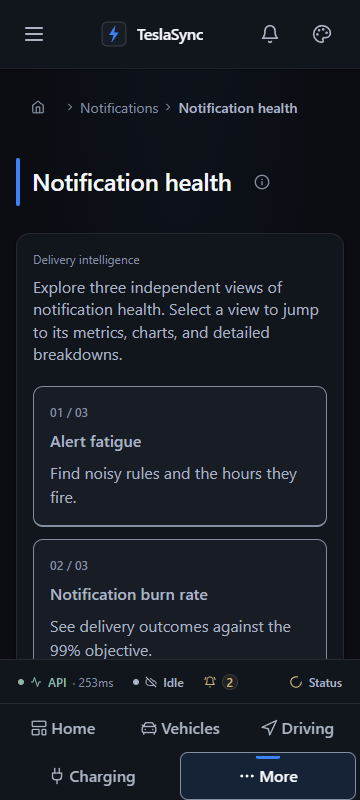 TeslaSync
Notifications > Notification health
Notification health
Delivery intelligence
Explore three independent views of
notification health. Select a view to jump
to its metrics, charts, and detailed
breakdowns.
01 / 03
Alert fatigue
Find noisy rules and the hours they
fire.
02 / 03
Notification burn rate
See delivery outcomes against the
99% objective.
API · 253ms Idle 2 Status
Home Vehicles Driving
Charging More